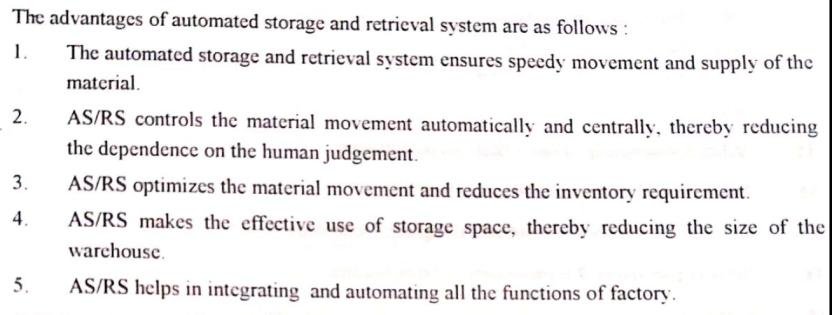 The advantages of automated storage and retrieval system are as follows :
1. The automated storage and retrieval system ensures speedy movement and supply of the
material.
2. AS/RS controls the material movement automatically and centrally, thereby reducing
the dependence on the human judgement.
3. AS/RS optimizes the material movement and reduces the inventory requirement.
4. AS/RS makes the effective use of storage space, thereby reducing the size of the
warehouse.
5. AS/RS helps in integrating and automating all the functions of factory.